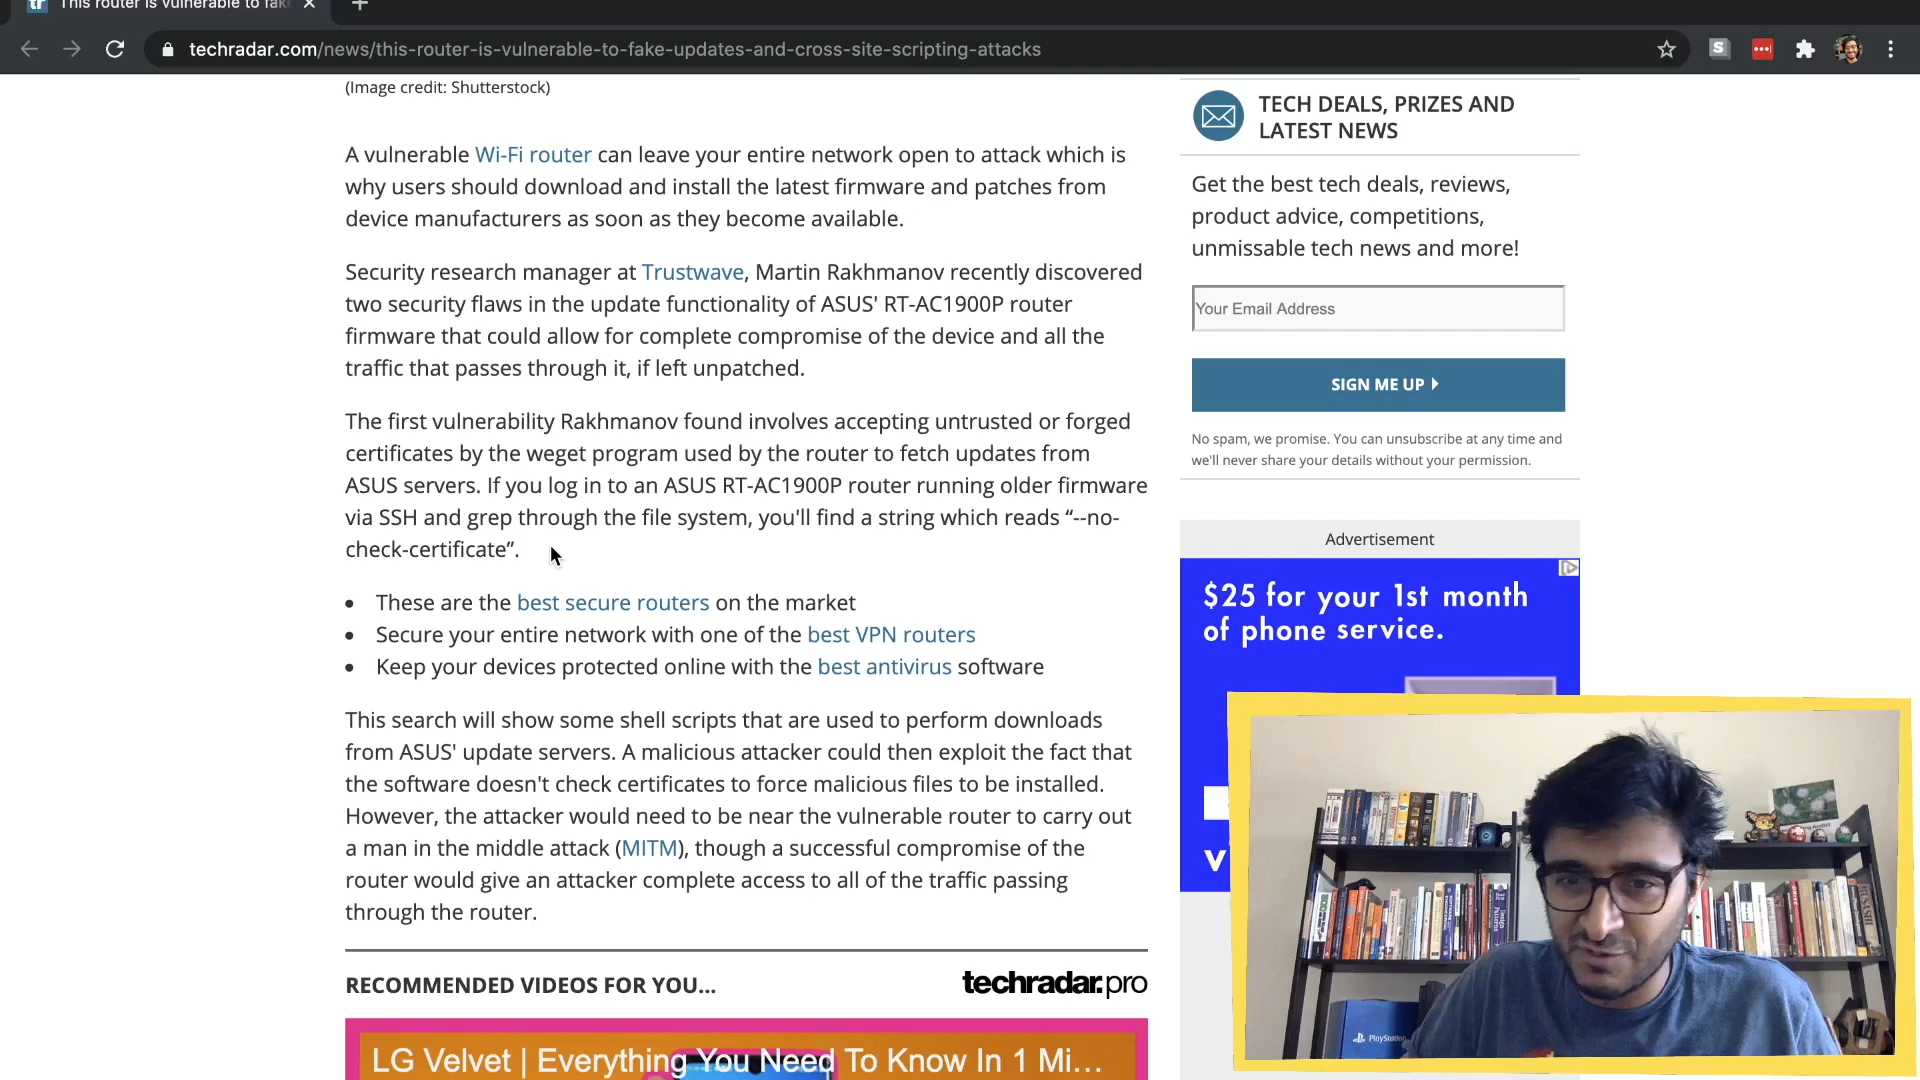 This router is vulnerable to fake
techradar.com/news/this-router-is-vulnerable-to-fake-updates-and-cross-site-scripting-attacks
(Image credit: Shutterstock)
A vulnerable Wi-Fi router can leave your entire network open to attack which is
why users should download and install the latest firmware and patches from
device manufacturers as soon as they become available.
Security research manager at Trustwave, Martin Rakhmanov recently discovered
two security flaws in the update functionality of ASUS' RT-AC1900P router
firmware that could allow for complete compromise of the device and all the
traffic that passes through it, if left unpatched.
The first vulnerability Rakhmanov found involves accepting untrusted or forged
certificates by the weget program used by the router to fetch updates from
ASUS servers. If you log in to an ASUS RT-AC1900P router running older firmware
via SSH and grep through the file system, you'll find a string which reads “--no-
check-certificate”.
• These are the best secure routers on the market
• Secure your entire network with one of the best VPN routers
• Keep your devices protected online with the best antivirus software
This search will show some shell scripts that are used to perform downloads
from ASUS' update servers. A malicious attacker could then exploit the fact that
the software doesn't check certificates to force malicious files to be installed.
However, the attacker would need to be near the vulnerable router to carry out
a man in the middle attack (MITM), though a successful compromise of the
router would give an attacker complete access to all of the traffic passing
through the router.
RECOMMENDED VIDEOS FOR YOU...
techradar.pro
LG Velvet | Everything You Need To Know In 1 Mi...
TECH DEALS, PRIZES AND
LATEST NEWS
Get the best tech deals, reviews,
product advice, competitions,
unmissable tech news and more!
Your Email Address
SIGN ME UP
No spam, we promise. You can unsubscribe at any time and
we'll never share your details without your permission.
Advertisement
$25 for your 1st month
of phone service.
PlayStation